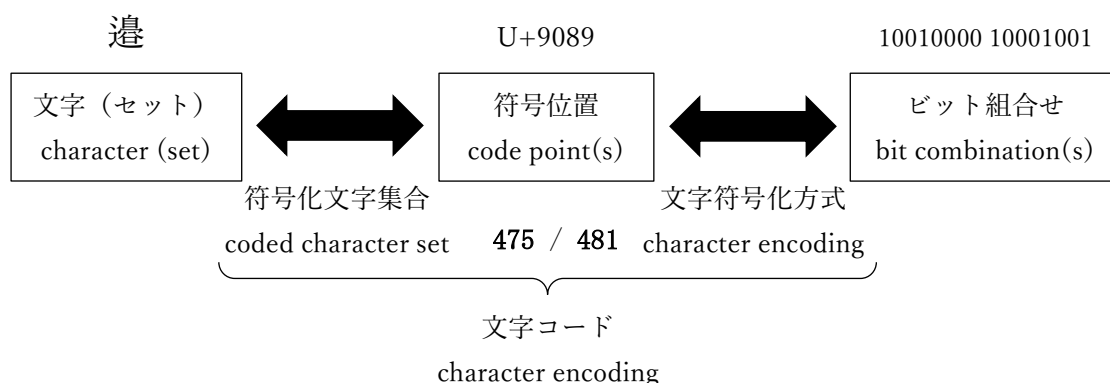 邉 U+9089 10010000 10001001
文字（セット） 符号位置 ビット組合せ
character (set) code point(s) bit combination(s)
符号化文字集合 文字符号化方式
coded character set 475 / 481 character encoding
文字コード
character encoding